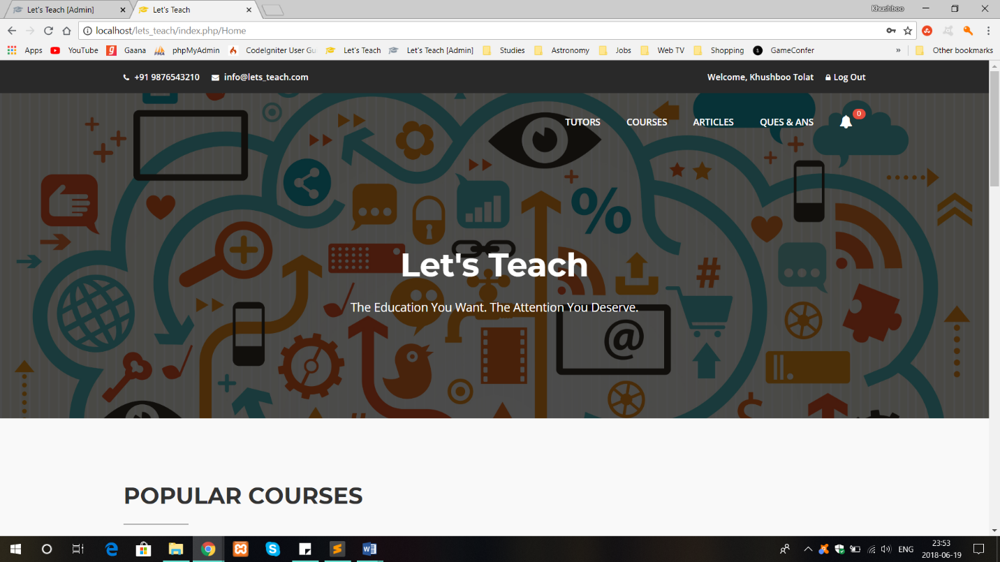 Let's Teach [Admin]
Let's Teach
Khushboo
localhost/lets_teach/index.php/Home
Apps YouTube Gaana phpMyAdmin CodeIgniter User Gu Let's Teach Let's Teach [Admin] Studies Astronomy Jobs Web TV Shopping GameConfer » Other bookmarks
+91 9876543210 info@lets_teach.com Welcome, Khushboo Tolat Log Out
TUTORS COURSES ARTICLES QUES & ANS 0
Let's Teach
The Education You Want. The Attention You Deserve.
POPULAR COURSES
ENG
23:53
2018-06-19